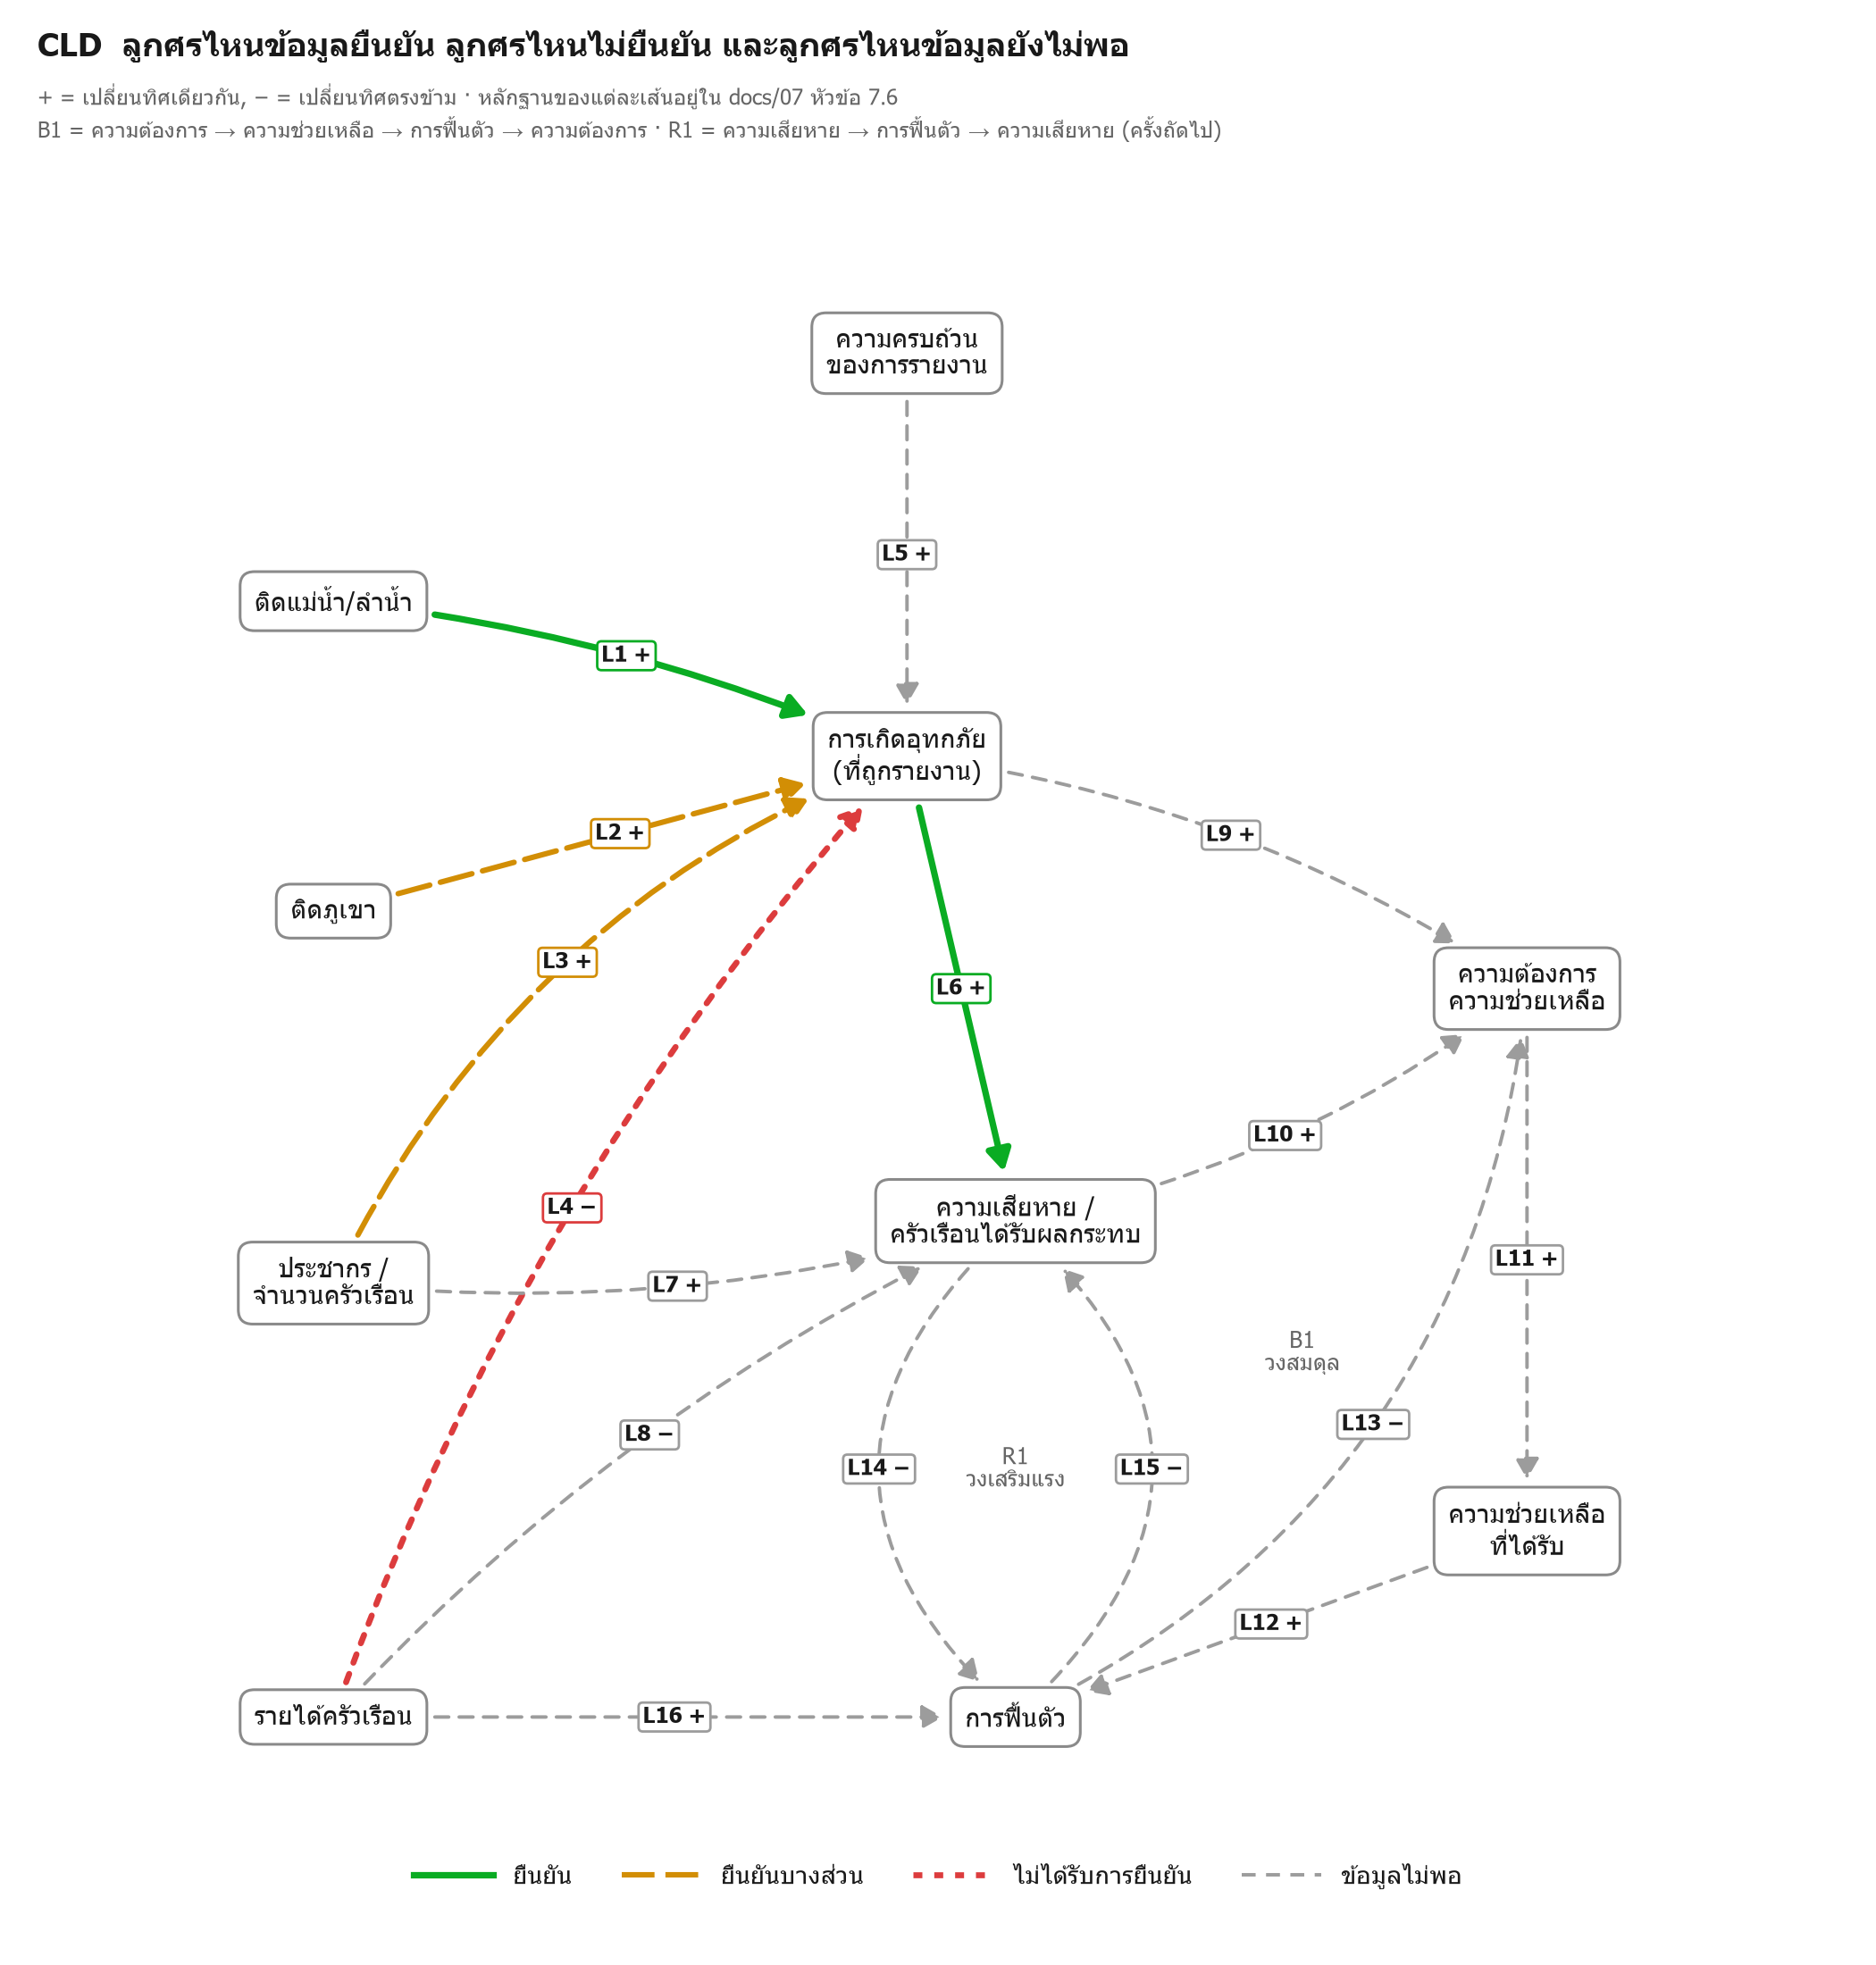 CLD ลูกศรไหนข้อมูลยืนยัน ลูกศรไหนไม่ยืนยัน และลูกศรไหนข้อมูลยังไม่พอ
+ = เปลี่ยนทิศเดียวกัน, − = เปลี่ยนทิศตรงข้าม · หลักฐานของแต่ละเส้นอยู่ใน docs/07 หัวข้อ 7.6
B1 = ความต้องการ → ความช่วยเหลือ → การฟื้นตัว → ความต้องการ · R1 = ความเสียหาย → การฟื้นตัว → ความเสียหาย (ครั้งถัดไป)
ความครบถ้วน
ของการรายงาน
L5 +
ติดแม่น้ำ/ลำน้ำ
L1 +
การเกิดอุทกภัย
(ที่ถูกรายงาน)
L2 +
L9 +
ติดภูเขา
L3 +
L6 +
ความต้องการ
ความช่วยเหลือ
L10 +
L4 −
ความเสียหาย /
ครัวเรือนได้รับผลกระทบ
L11 +
ประชากร /
จำนวนครัวเรือน
L7 +
B1
วงสมดุล
L8 −
L13 −
L14 −
R1
วงเสริมแรง
L15 −
ความช่วยเหลือ
ที่ได้รับ
L12 +
รายได้ครัวเรือน
L16 +
การฟื้นตัว
ยืนยัน
ยืนยันบางส่วน
ไม่ได้รับการยืนยัน
ข้อมูลไม่พอ